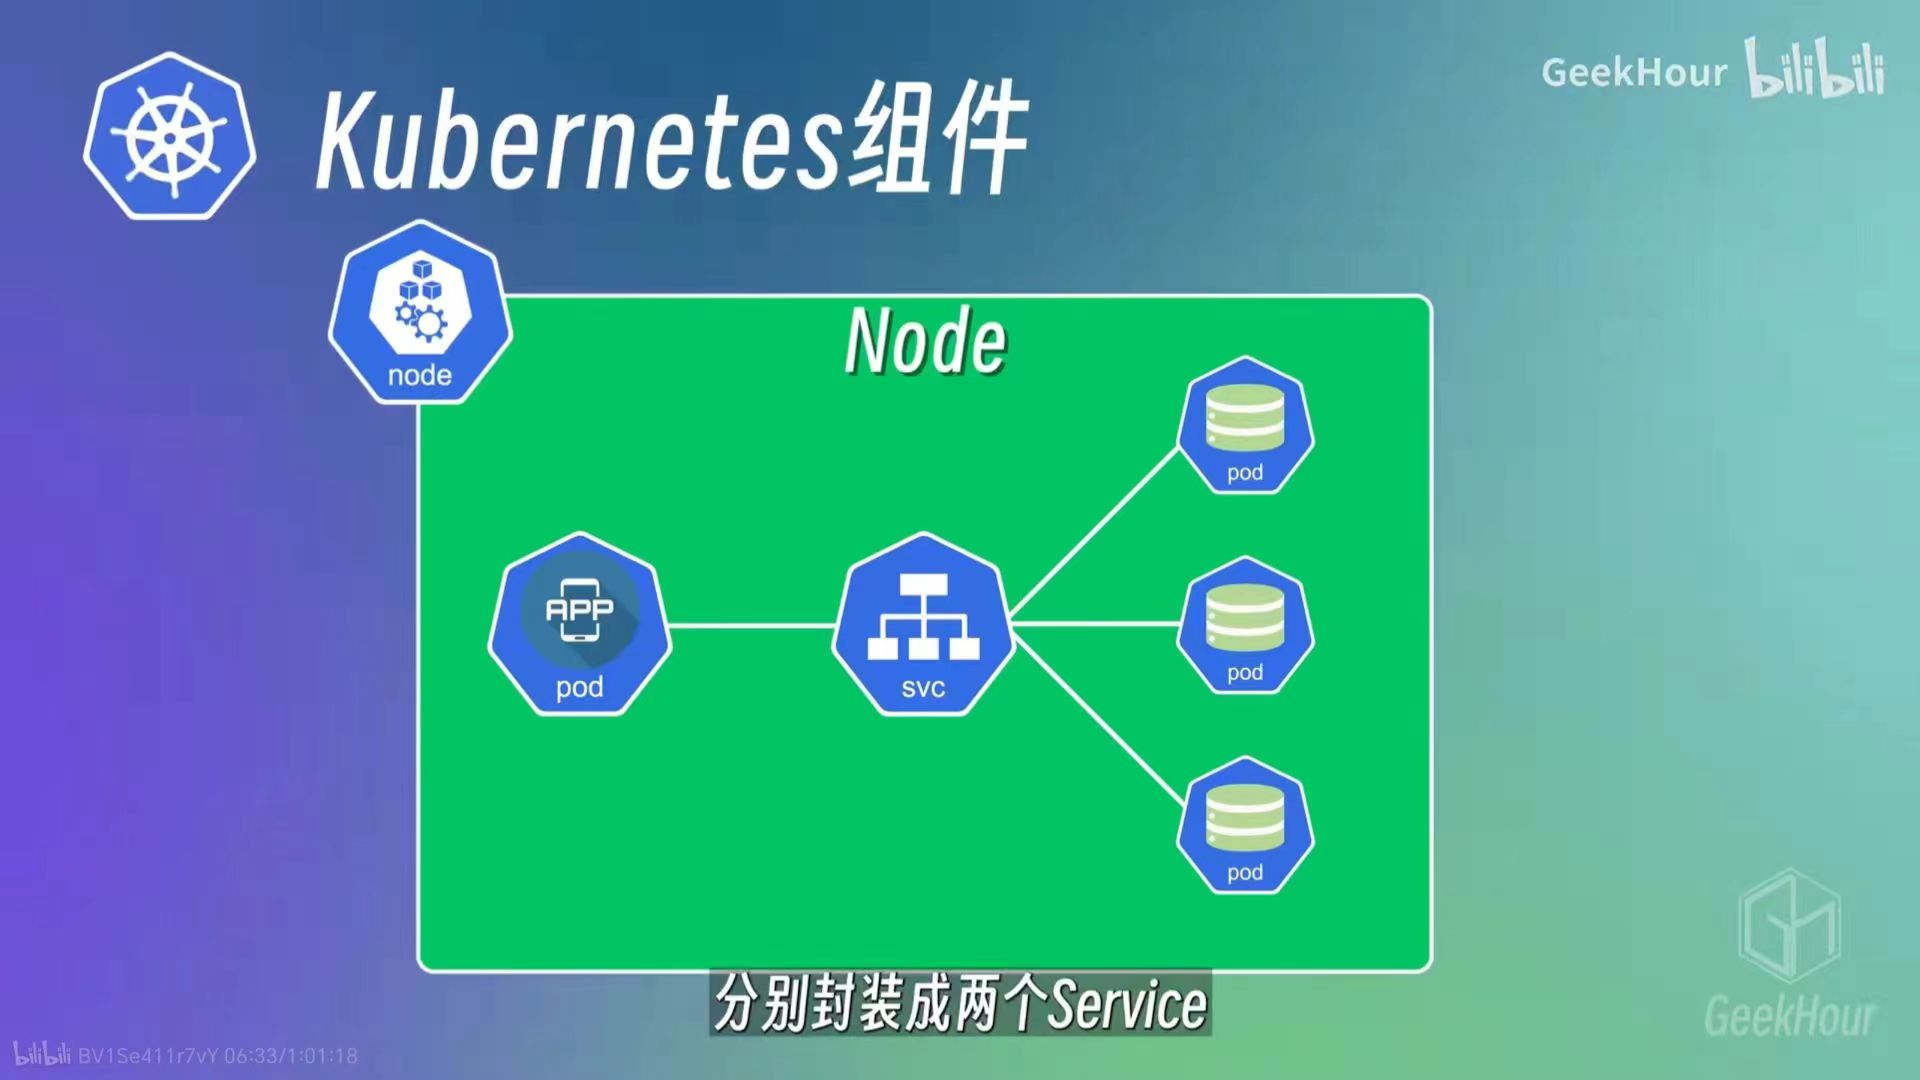 GeekHour bilibili
Kubernetes组件
node
Node
pod
APP
pod
svc
pod
pod
分别封装成两个Service
GeekHour
bilibili BV1Se411r7vY 06:33/1:01:18